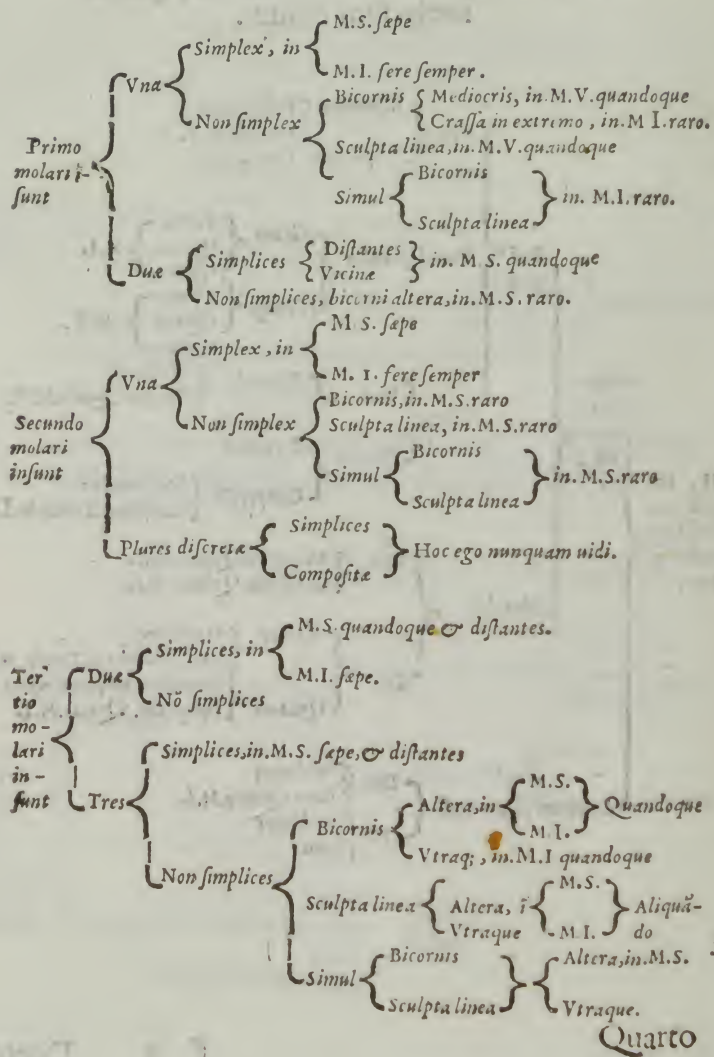 M.S. ſæpe
Simplex, in
M.I. fere ſemper.
Vna
Bicornis
Mediocris, in. M.V. quandoque
Non ſimplex
Craſſa in extremo, in. M I. raro.
Primo
molari i-
ſunt
Sculpta linea, in. M.V. quandoque
Simul
Bicornis
Sculpta linea
in. M.I. raro.
Duæ
Simplices
Diſtantes
Vicinæ
in. M S. quandoque
Non ſimplices, bicorni altera, in. M.S. raro.
M S. ſæpe
Simplex, in
M. I. fere ſemper
Vna
Bicornis, in. M.S. raro
Non ſimplex
Sculpta linea, in. M.S. raro
Secundo
molari
inſunt
Simul
Bicornis
Sculpta linea
in. M.S. raro
Plures diſcretæ
Simplices
Compoſitæ
Hoc ego nunquam uidi.
M.S. quandoque & diſtantes.
Simplices, in
M.I. ſæpe.
Duæ
Nõ ſimplices
Ter
tio
mo-
lari
in-
ſunt
Simplices, in. M.S. ſæpe, & diſtantes
Tres
Bicornis
Altera, in
M.S.
M I.
Quandoque
Vtraq;, in. M.I quandoque
Non ſimplices
Sculpta linea
Altera, ĩ
Vtraque
M.S.
M I.
Aliquã-
do
Simul
Bicornis
Sculpta linea
Altera, in. M.S.
Vtraque.
Quarto